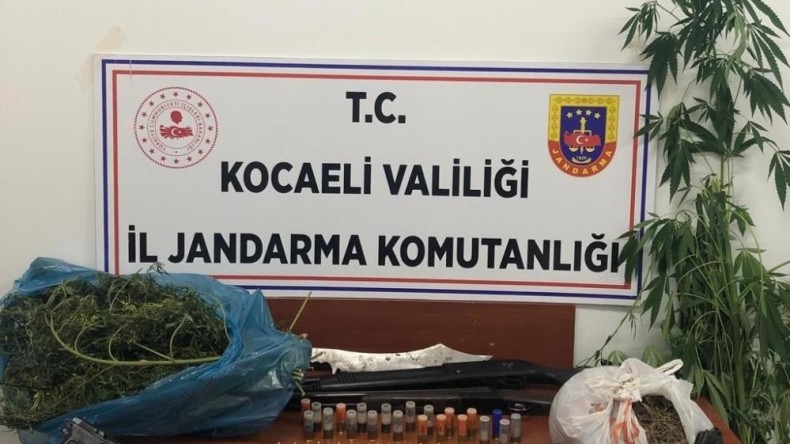 T.C.
KOCAELİ VALİLİĞİ
İL JANDARMA KOMUTANLIĞI
JANDARMA